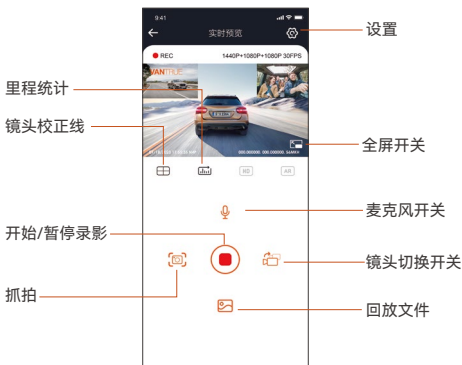 9:41
实时预览
设置
REC
1440P+1080P+1080P 30FPS
VANTRUE
里程统计
镜头校正线
全屏开关
HD
麦克风开关
开始/暂停录影
镜头切换开关
抓拍
回放文件